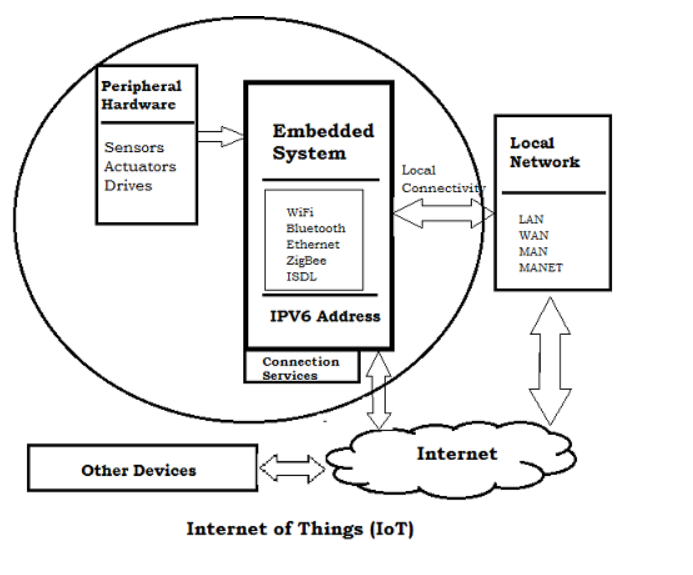 Peripheral
Hardware
Sensors
Actuators
Drives
Embedded
System
WiFi
Bluetooth
Ethernet
ZigBee
ISDL
IPV6 Address
Connection
Services
Local
Connectivity
Local
Network
LAN
WAN
MAN
MANET
Internet
Other Devices
Internet of Things (IoT)